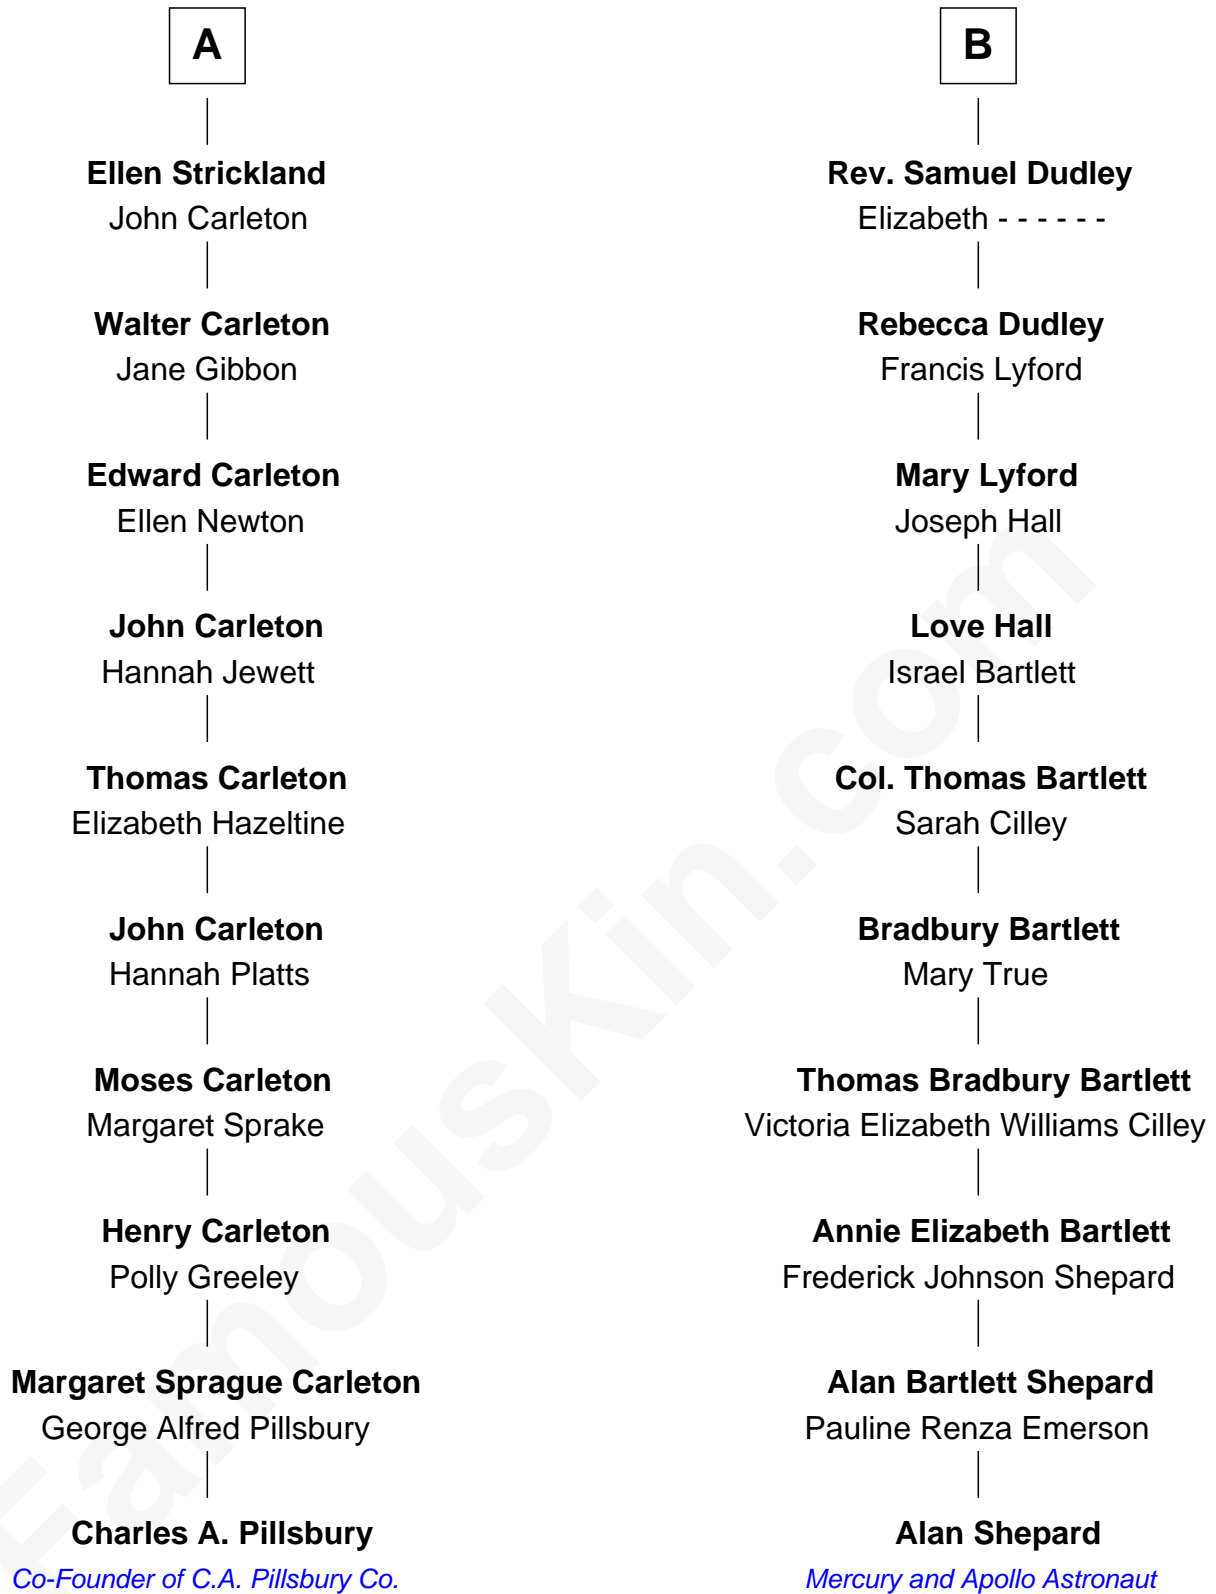 A
Ellen Strickland
John Carleton
Walter Carleton
Jane Gibbon
Edward Carleton
Ellen Newton
John Carleton
Hannah Jewett
Thomas Carleton
Elizabeth Hazeltine
John Carleton
Hannah Platts
Moses Carleton
Margaret Sprake
Henry Carleton
Polly Greeley
Margaret Sprague Carleton
George Alfred Pillsbury
Charles A. Pillsbury
Co-Founder of C.A. Pillsbury Co.
B
Rev. Samuel Dudley
Elizabeth - - - - - -
Rebecca Dudley
Francis Lyford
Mary Lyford
Joseph Hall
Love Hall
Israel Bartlett
Col. Thomas Bartlett
Sarah Cilley
Bradbury Bartlett
Mary True
Thomas Bradbury Bartlett
Victoria Elizabeth Williams Cilley
Annie Elizabeth Bartlett
Frederick Johnson Shepard
Alan Bartlett Shepard
Pauline Renza Emerson
Alan Shepard
Mercury and Apollo Astronaut
FamousKin.com